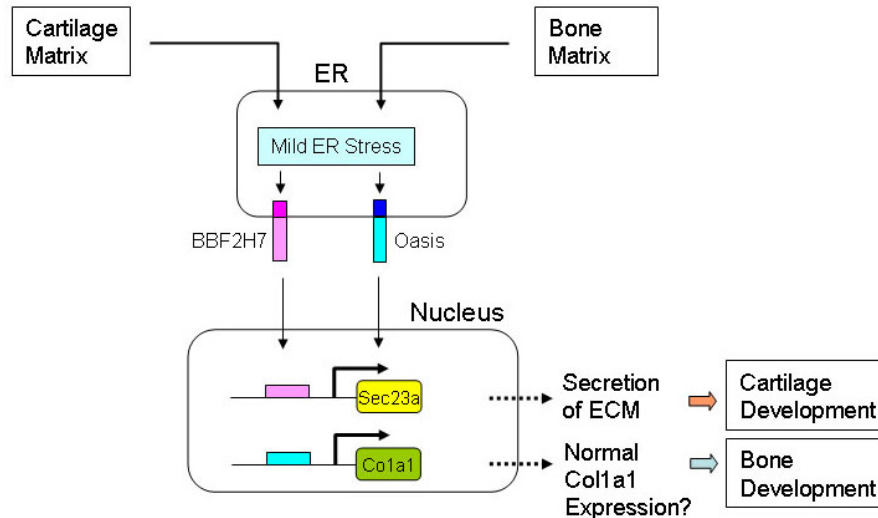 Cartilage
Matrix
Bone
Matrix
ER
Mild ER Stress
BBF2H7
Oasis
Nucleus
Sec23a
Secretion
of ECM
Cartilage
Development
Co1a1
Normal
Col1a1
Expression?
Bone
Development